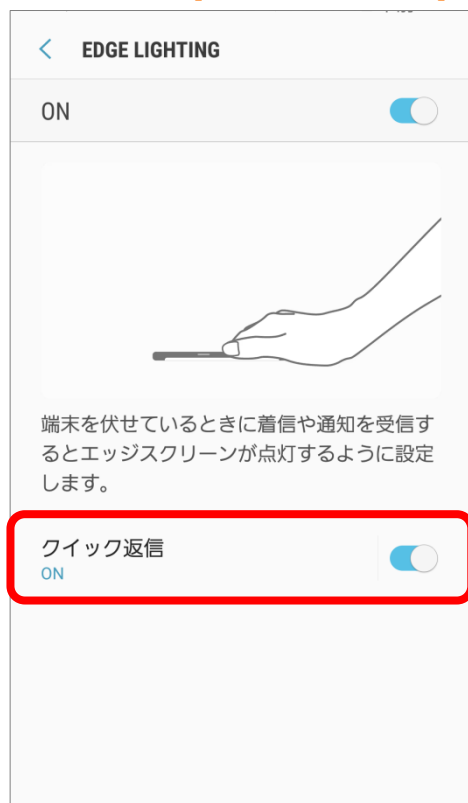 EDGE LIGHTING
ON
端末を伏せているときに着信や通知を受信す
るとエッジスクリーンが点灯するように設定
します。
クイック返信
ON